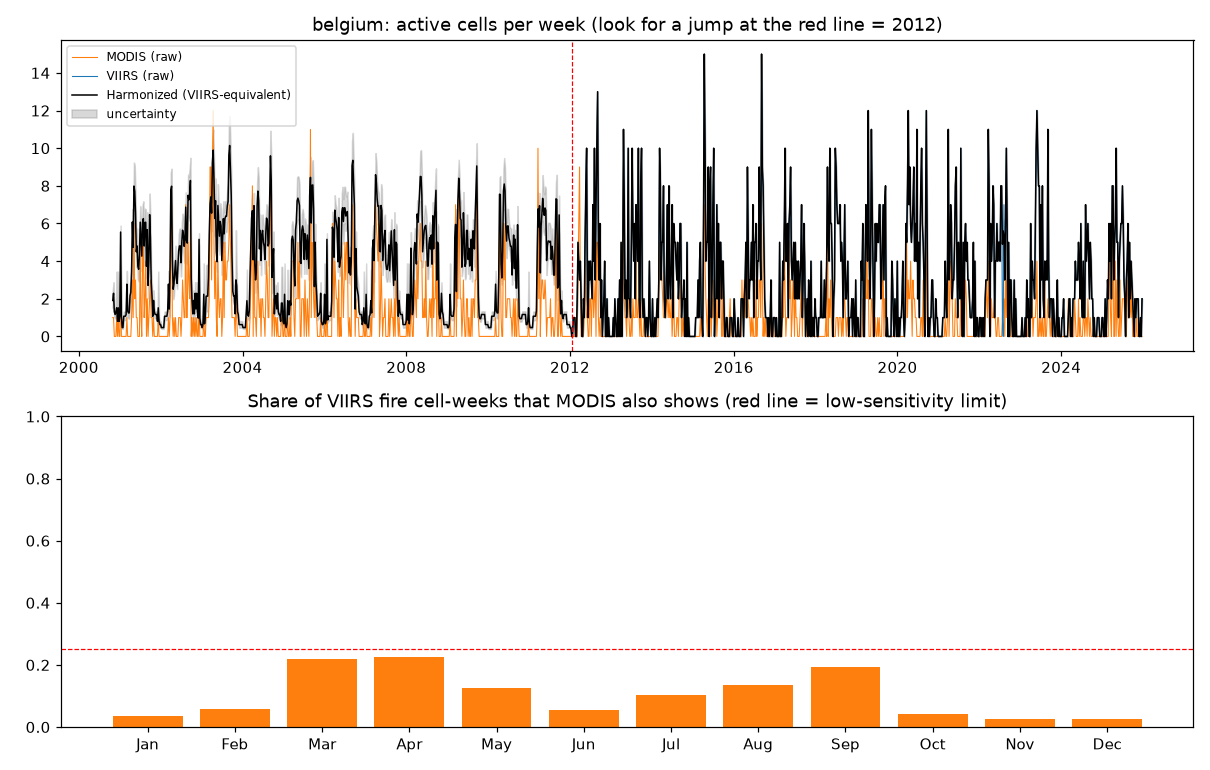 belgium: active cells per week (look for a jump at the red line = 2012)
MODIS (raw)
VIIRS (raw)
Harmonized (VIIRS-equivalent)
uncertainty
14
12
10
8
6
4
2
0
2000 2004 2008 2012 2016 2020 2024
Share of VIIRS fire cell-weeks that MODIS also shows (red line = low-sensitivity limit)
1.0
0.8
0.6
0.4
0.2
0.0
Jan Feb Mar Apr May Jun Jul Aug Sep Oct Nov Dec